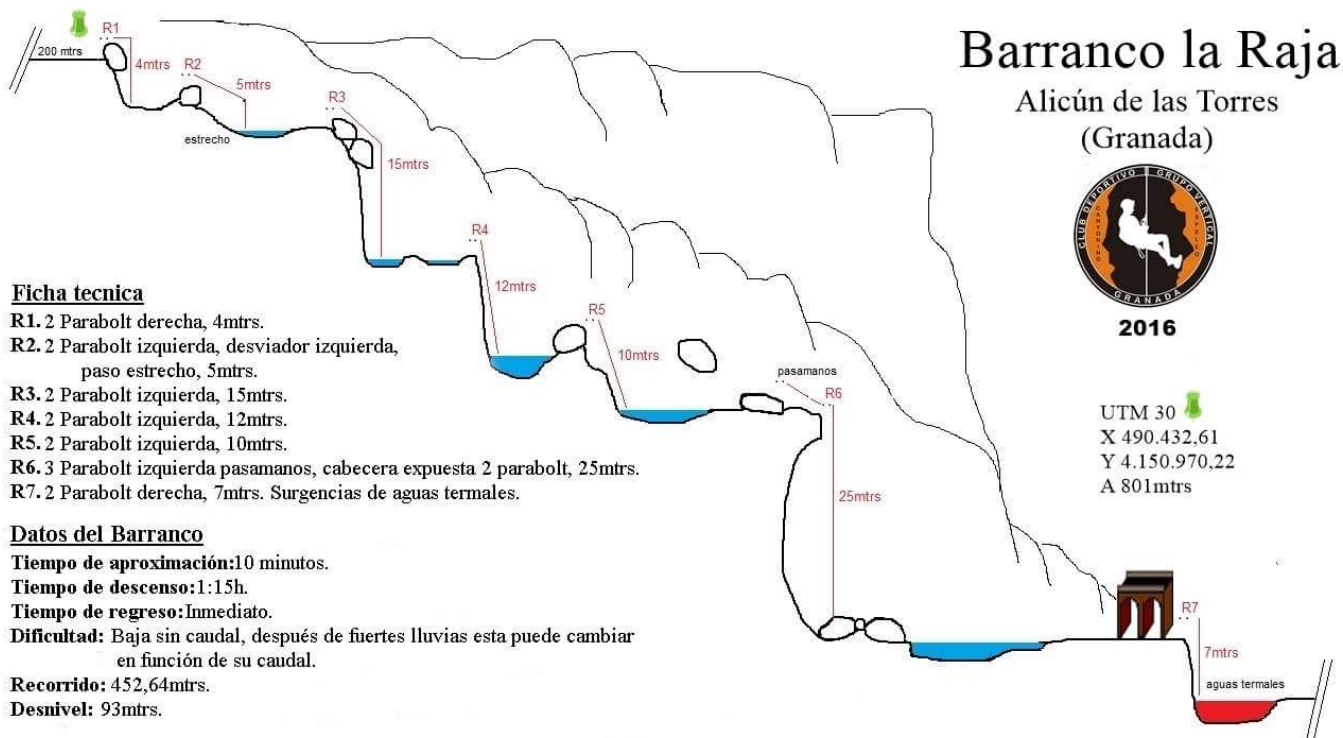 Barranco la Raja
Alicún de las Torres
(Granada)
CLUB DEPORTIVO GRUPO VERTICAL
CANYONING
ESPELEO
GRANADA
2016
UTM 30
X 490.432,61
Y 4.150.970,22
A 801mtrs
200 mtrs
R1
4mtrs
R2
5mtrs
estrecho
R3
15mtrs
R4
12mtrs
R5
10mtrs
pasamanos
R6
25mtrs
R7
7mtrs
aguas termales
Ficha tecnica
R1. 2 Parabolt derecha, 4mtrs.
R2. 2 Parabolt izquierda, desviador izquierda,
paso estrecho, 5mtrs.
R3. 2 Parabolt izquierda, 15mtrs.
R4. 2 Parabolt izquierda, 12mtrs.
R5. 2 Parabolt izquierda, 10mtrs.
R6. 3 Parabolt izquierda pasamanos, cabecera expuesta 2 parabolt, 25mtrs.
R7. 2 Parabolt derecha, 7mtrs. Surgencias de aguas termales.
Datos del Barranco
Tiempo de aproximación:10 minutos.
Tiempo de descenso:1:15h.
Tiempo de regreso:Inmediato.
Dificultad: Baja sin caudal, después de fuertes lluvias esta puede cambiar
en función de su caudal.
Recorrido: 452,64mtrs.
Desnivel: 93mtrs.